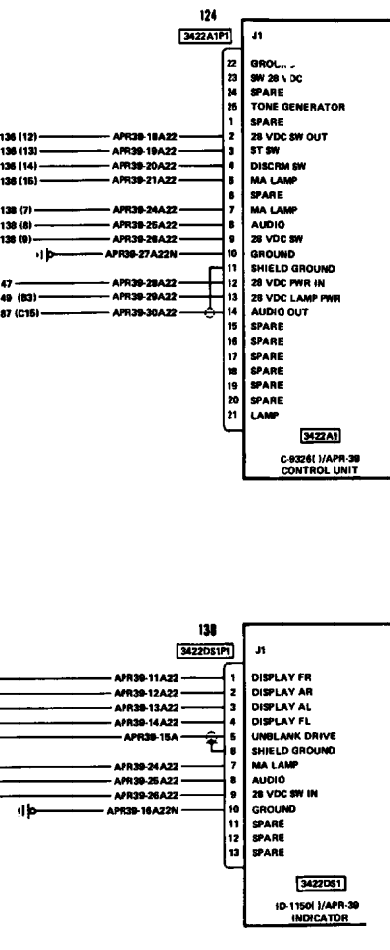 124
3422A1P1 J1
22
23 SW 28
24 SPARE
25 TONE GENERATOR
1 SPARE
136 (12) APR39-18A22 2 28 VDC SW OUT
136 (13) APR39-19A22 3 ST SW
136 (14) APR39-20A22 4 DISCRM SW
136 (15) APR39-21A22 5 MA LAMP
6 SPARE
138 (7) APR39-24A22 7 MA LAMP
138 (8) APR39-25A22 8 AUDIO
138 (9) APR39-26A22 9 28 VDC SW
APR39-27A22N 10 GROUND
11 SHIELD GROUND
47 APR39-28A22 12 28 VDC PWR IN
49 (B3) APR39-29A22 13 28 VDC LAMP PWR
87 (C15) APR39-30A22 14 AUDIO OUT
15 SPARE
16 SPARE
17 SPARE
18 SPARE
19 SPARE
20 SPARE
21 LAMP
3422A1
C-9326( )/APR-39
CONTROL UNIT
138
3422DS1P1 J1
APR39-11A22 1 DISPLAY FR
APR39-12A22 2 DISPLAY AR
APR39-13A22 3 DISPLAY AL
APR39-14A22 4 DISPLAY FL
APR39-15A 5 UNBLANK DRIVE
6 SHIELD GROUND
APR39-24A22 7 MA LAMP
APR39-25A22 8 AUDIO
APR39-26A22 9 28 VDC SW IN
APR39-16A22N 10 GROUND
11 SPARE
12 SPARE
13 SPARE
3422DS1
ID-1150( )/APR-39
INDICATOR